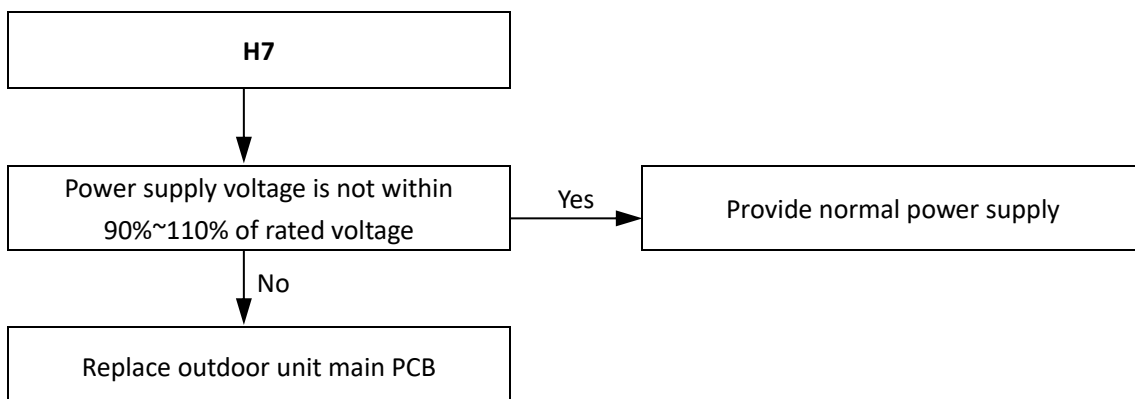 H7
Power supply voltage is not within
90%~110% of rated voltage
Yes
Provide normal power supply
No
Replace outdoor unit main PCB